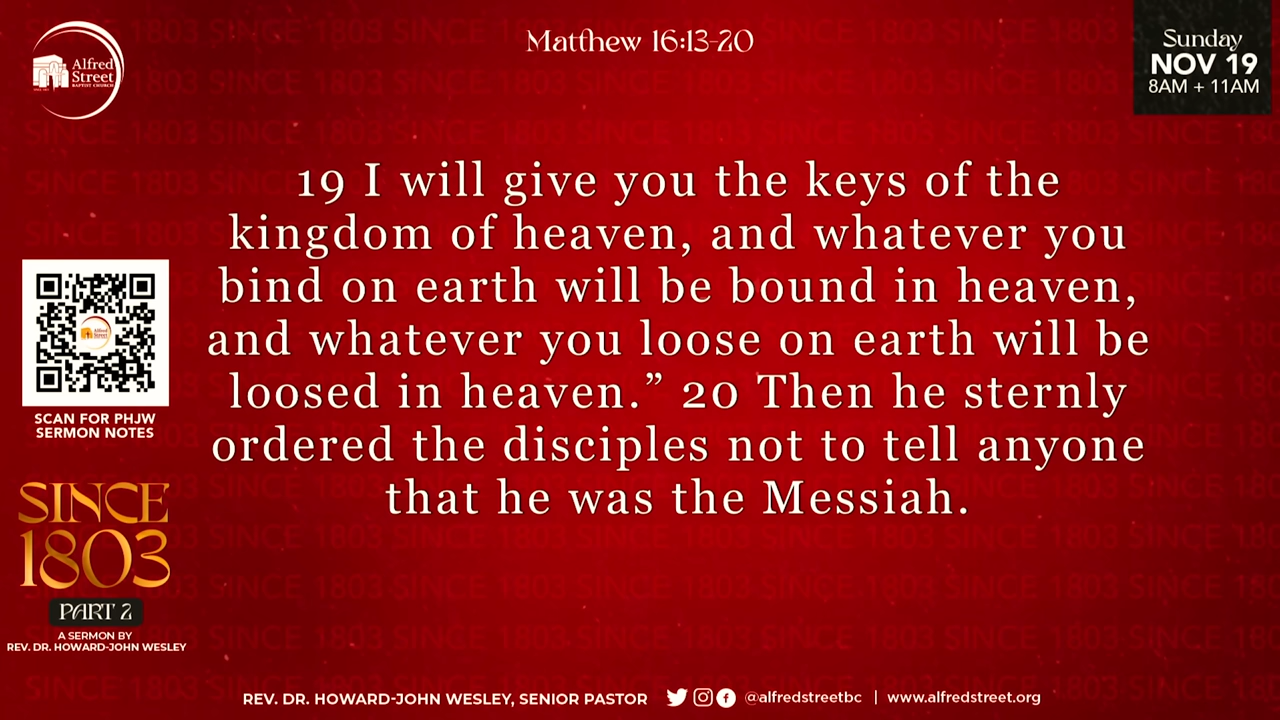 Alfred
Street
BAPTIST CHURCH
Matthew 16:13-20
Sunday
NOV 19
8AM + 11AM
19 I will give you the keys of the
kingdom of heaven, and whatever you
bind on earth will be bound in heaven,
and whatever you loose on earth will be
loosed in heaven.” 20 Then he sternly
ordered the disciples not to tell anyone
that he was the Messiah.
Alfred
Street
SCAN FOR PHJW
SERMON NOTES
SINCE
1803
PART 2
A SERMON BY
REV. DR. HOWARD-JOHN WESLEY
REV. DR. HOWARD-JOHN WESLEY, SENIOR PASTOR @alfredstreetbc | www.alfredstreet.org